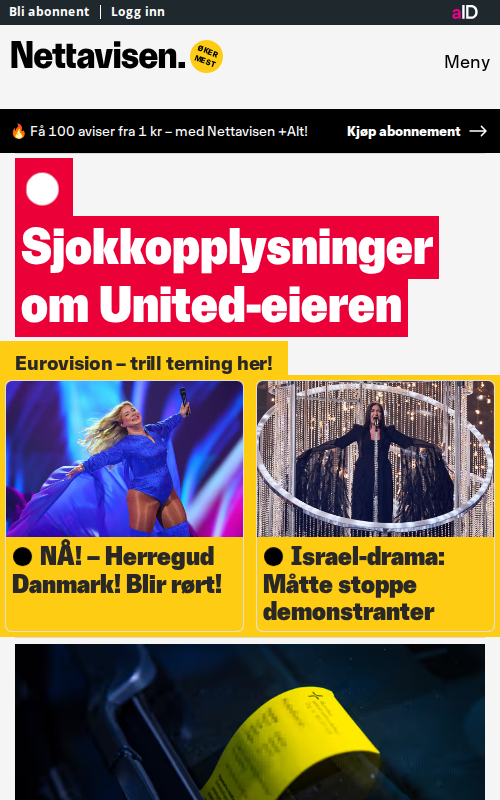 Bli abonnent
Logg inn
aID
Nettavisen.
ØKER
MEST
Meny
Få 100 aviser fra 1 kr – med Nettavisen +Alt!
Kjøp abonnement
Sjokkopplysninger
om United-eieren
Eurovision – trill terning her!
NÅ! – Herregud
Danmark! Blir rørt!
Israel-drama:
Måtte stoppe
demonstranter